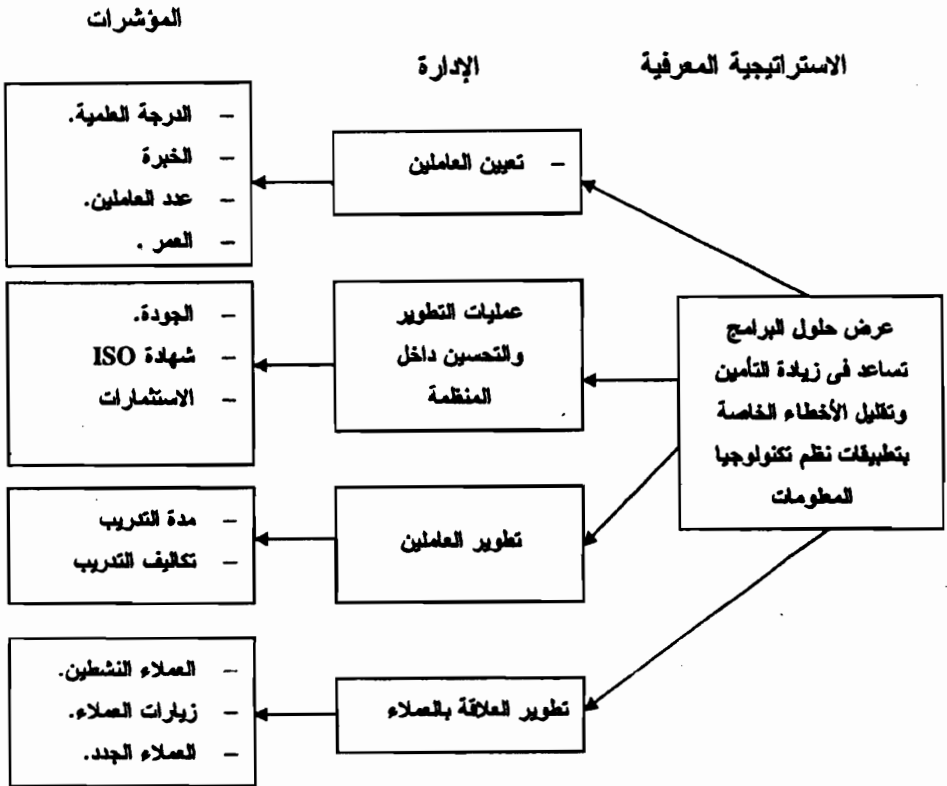 الاستراتيجية المعرفية
الإدارة
المؤشرات
عرض حلول البرامج
تساعد فى زيادة التأمين
وتقليل الأخطاء الخاصة
بتطبيقات نظم تكنولوجيا
المعلومات
– تعيين العاملين
– الدرجة العلمية.
– الخبرة
– عدد العاملين.
– العمر .
عمليات التطوير
والتحسين داخل
المنظمة
– الجودة.
– شهادة ISO
– الاستثمارات
تطوير العاملين
– مدة التدريب
– تكاليف التدريب
تطوير العلاقة بالعملاء
– العملاء النشطين.
– زيارات العملاء.
– العملاء الجدد.